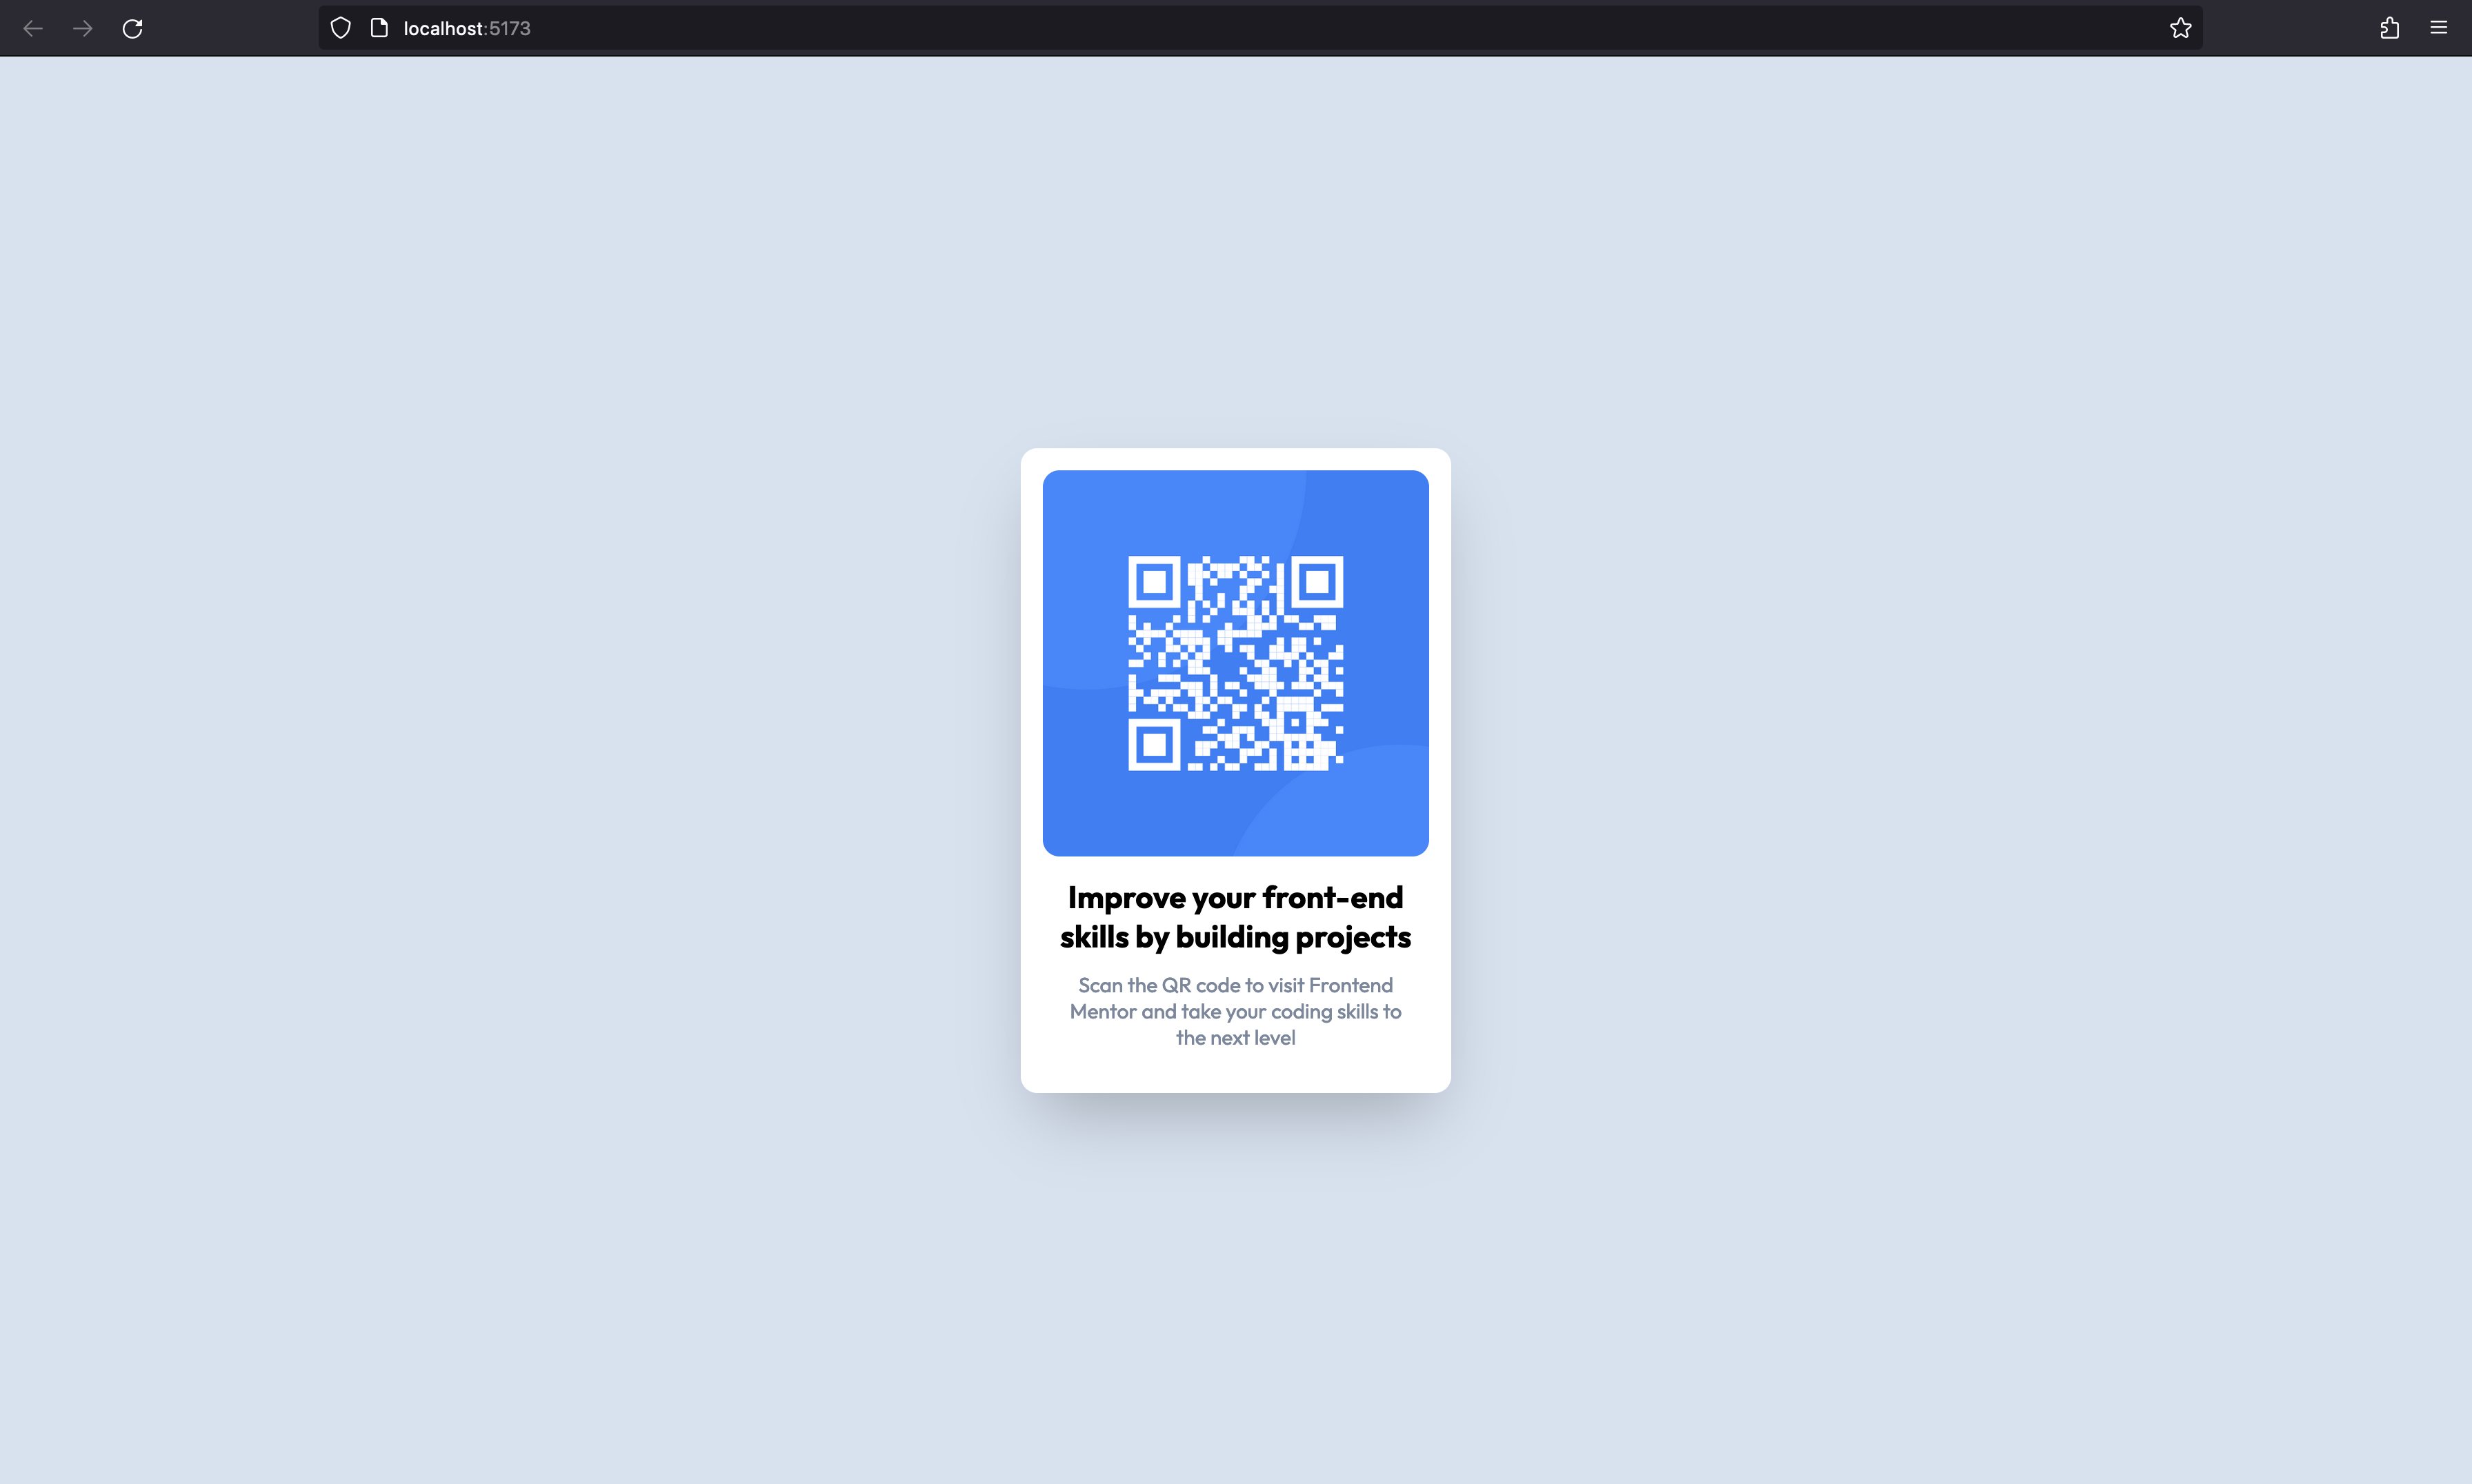 localhost:5173
Improve your front-end
skills by building projects
Scan the QR code to visit Frontend
Mentor and take your coding skills to
the next level